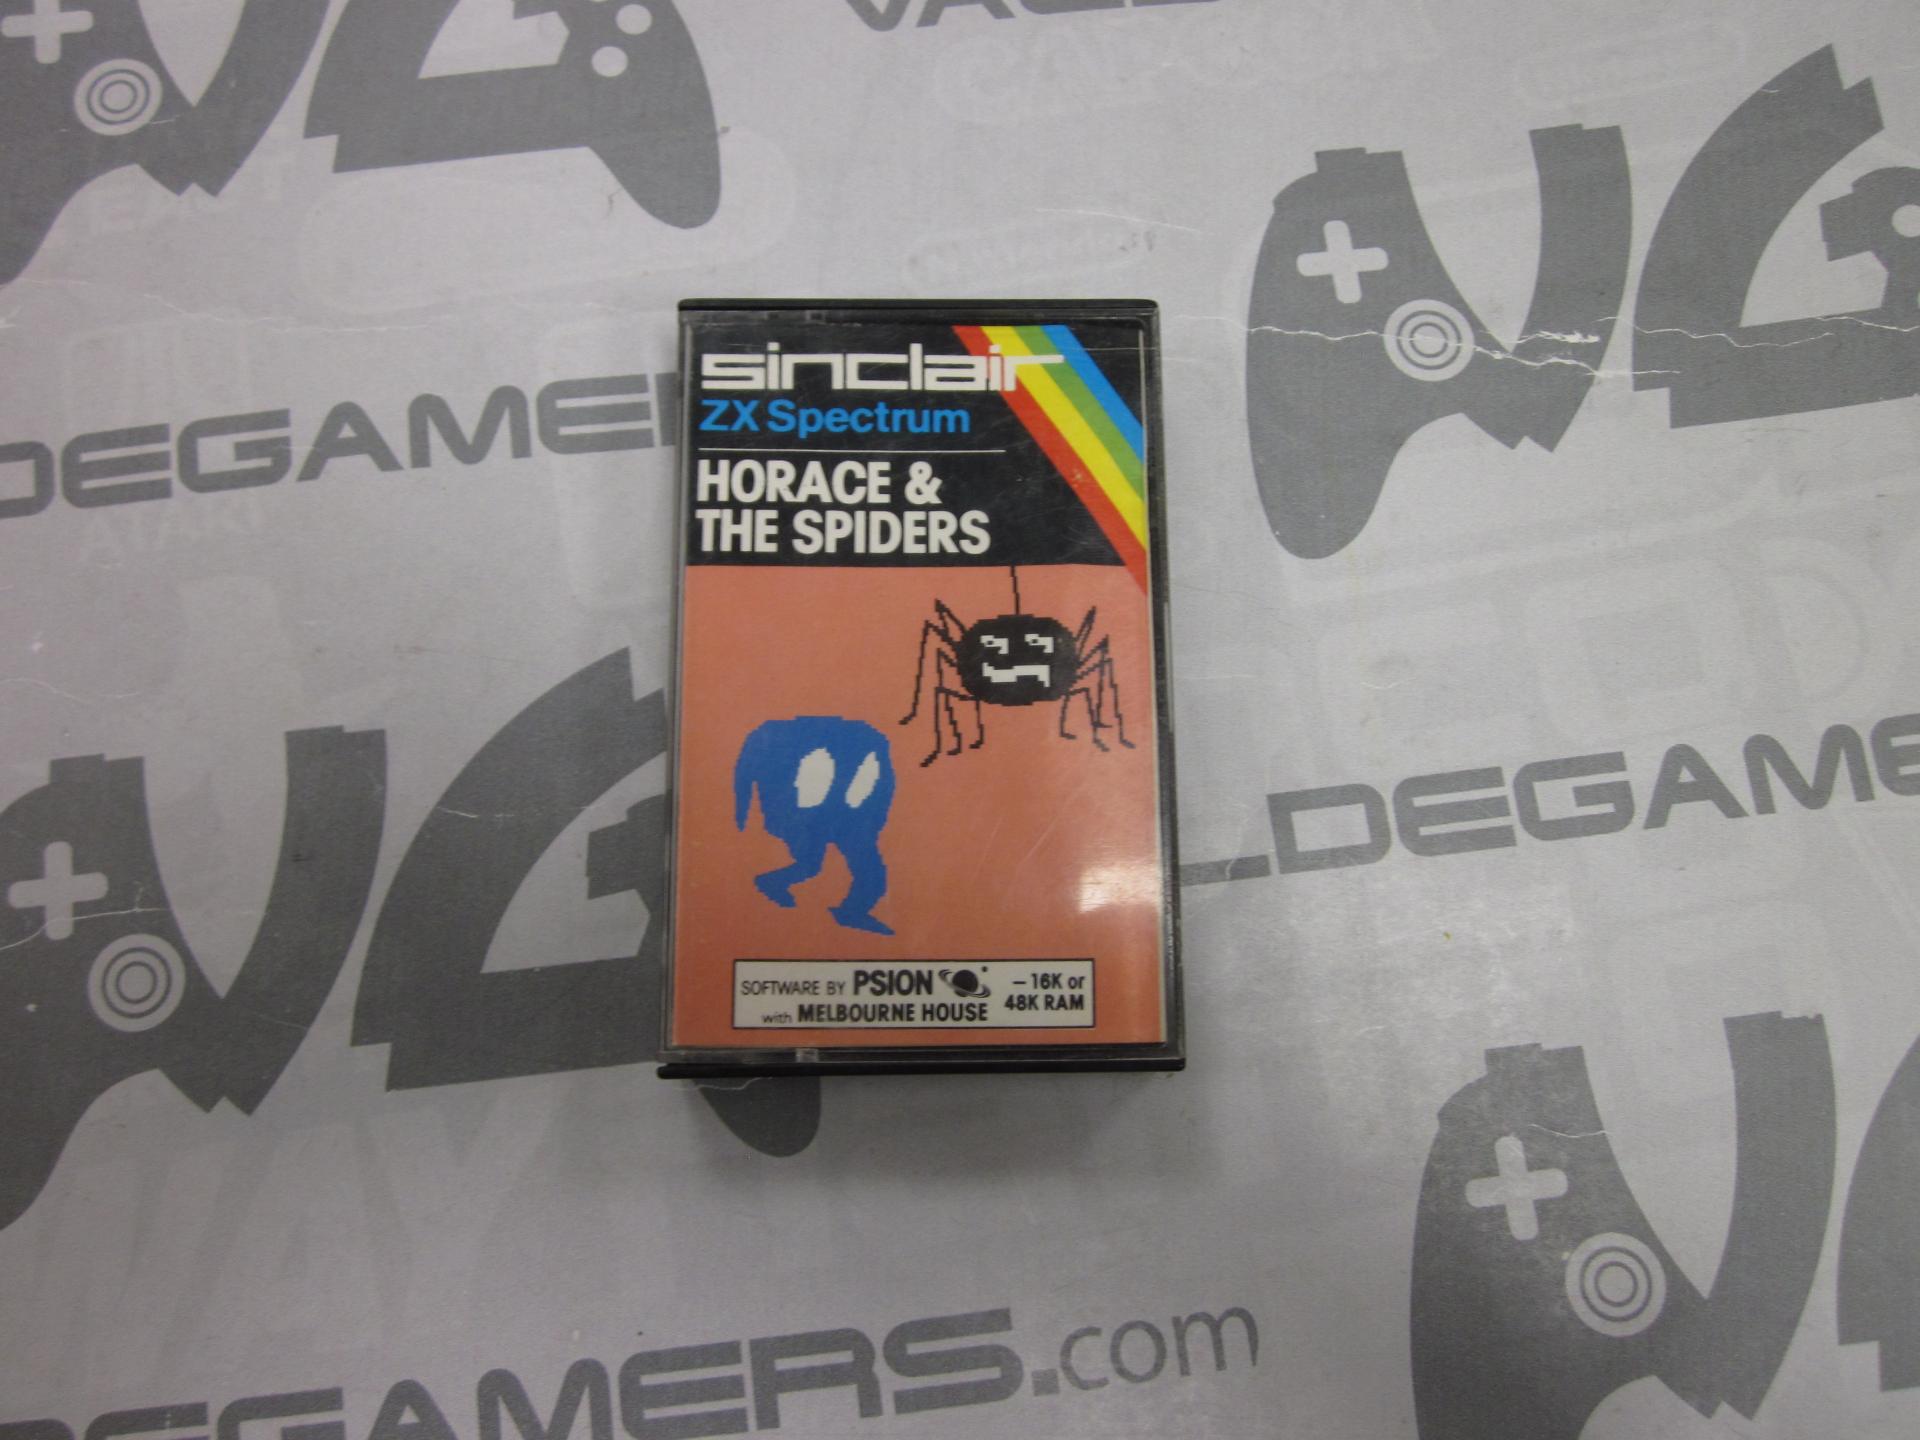 DEGAMER
sinclair
ZX Spectrum
HORACE &
THE SPIDERS
LDEGAME
SOFTWARE BY PSION
with MELBOURNE HOUSE
– 16K or
48K RAM
DEGAMERS.com